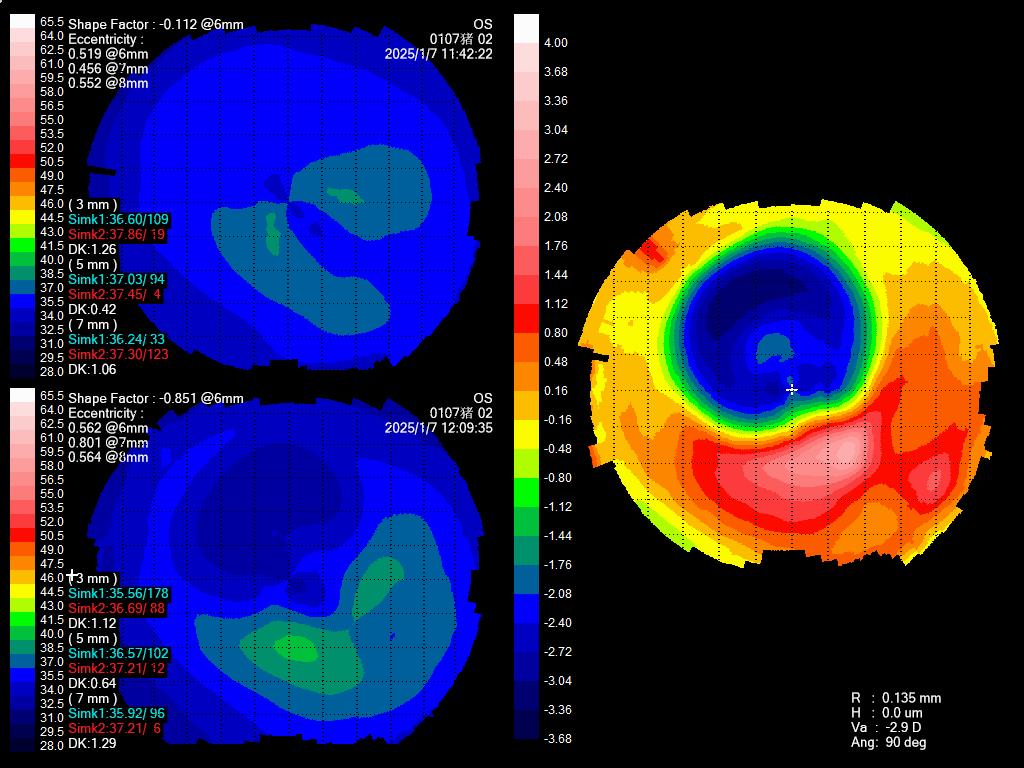 65.5
64.0
62.5
61.0
59.5
58.0
56.5
55.0
53.5
52.0
50.5
49.0
47.5
46.0
44.5
43.0
41.5
40.0
38.5
37.0
35.5
34.0
32.5
31.0
29.5
28.0
Shape Factor : -0.112 @6mm
Eccentricity :
0.519 @6mm
0.456 @7mm
0.552 @8mm
OS
0107猪 02
2025/1/7 11:42:22
( 3 mm )
Simk1:36.60/109
Simk2:37.86/ 19
DK:1.26
( 5 mm )
Simk1:37.03/ 94
Simk2:37.45/ 4
DK:0.42
( 7 mm )
Simk1:36.24/ 33
Simk2:37.30/123
DK:1.06
65.5
64.0
62.5
61.0
59.5
58.0
56.5
55.0
53.5
52.0
50.5
49.0
47.5
46.0
44.5
43.0
41.5
40.0
38.5
37.0
35.5
34.0
32.5
31.0
29.5
28.0
Shape Factor : -0.851 @6mm
Eccentricity :
0.562 @6mm
0.801 @7mm
0.564 @8mm
OS
0107猪 02
2025/1/7 12:09:35
( 3 mm )
Simk1:35.56/178
Simk2:36.69/ 88
DK:1.12
( 5 mm )
Simk1:36.57/102
Simk2:37.21/ 12
DK:0.64
( 7 mm )
Simk1:35.92/ 96
Simk2:37.21/ 6
DK:1.29
4.00
3.68
3.36
3.04
2.72
2.40
2.08
1.76
1.44
1.12
0.80
0.48
0.16
-0.16
-0.48
-0.80
-1.12
-1.44
-1.76
-2.08
-2.40
-2.72
-3.04
-3.36
-3.68
R : 0.135 mm
H : 0.0 um
Va : -2.9 D
Ang: 90 deg